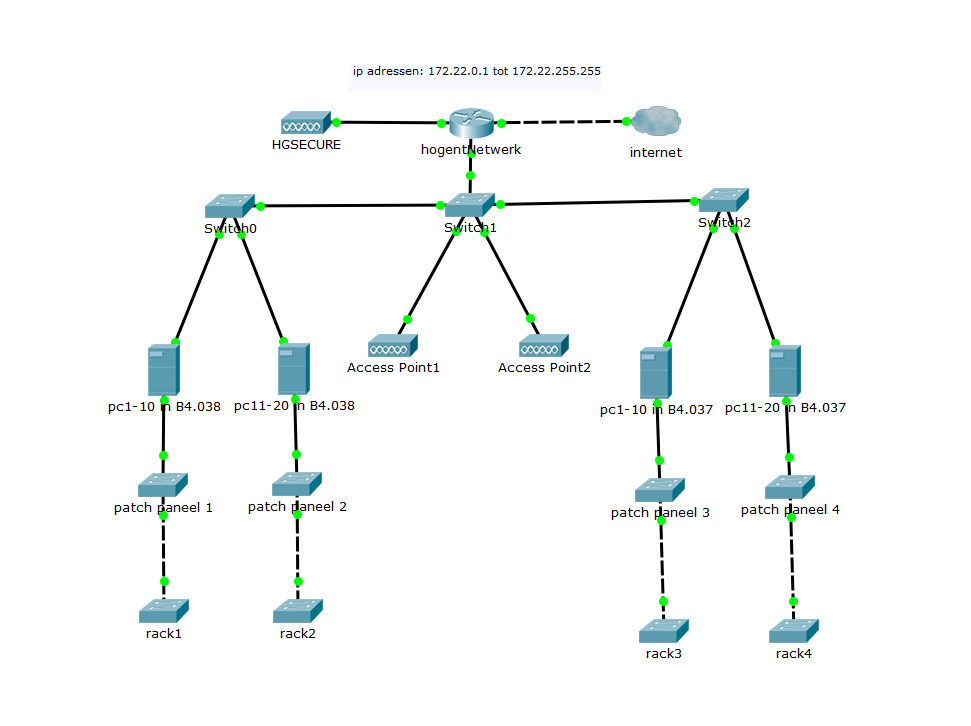 ip adressen: 172.22.0.1 tot 172.22.255.255
HGSECURE
hogentNetwerk
internet
Switch0
Switch1
Switch2
Access Point1
Access Point2
pc1-10 in B4.038
pc11-20 in B4.038
pc1-10 in B4.037
pc11-20 in B4.037
patch paneel 1
patch paneel 2
patch paneel 3
patch paneel 4
rack1
rack2
rack3
rack4